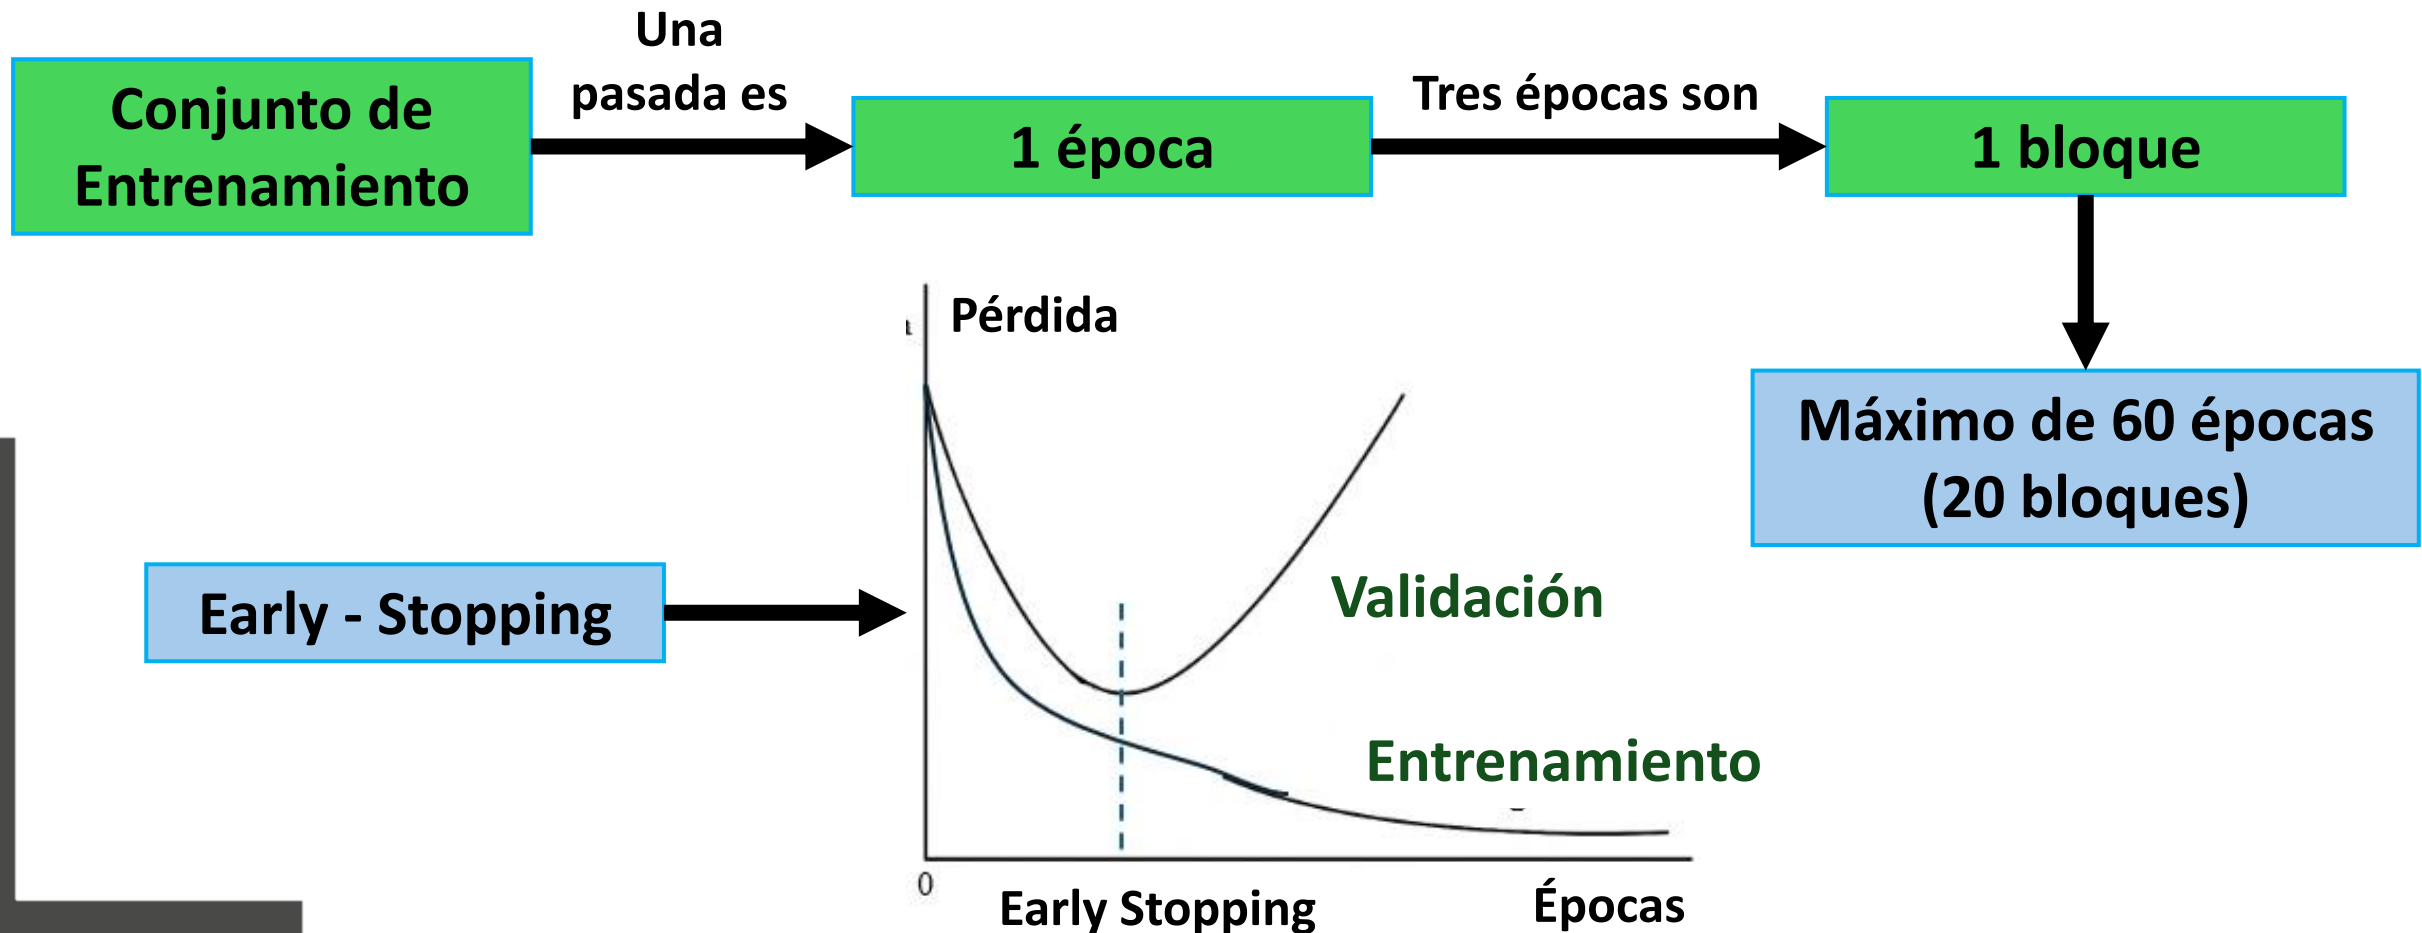 Una
pasada es
Conjunto de
Entrenamiento
1 época
Tres épocas son
1 bloque
Máximo de 60 épocas
(20 bloques)
Early - Stopping
Pérdida
Validación
Entrenamiento
0
Early Stopping
Épocas